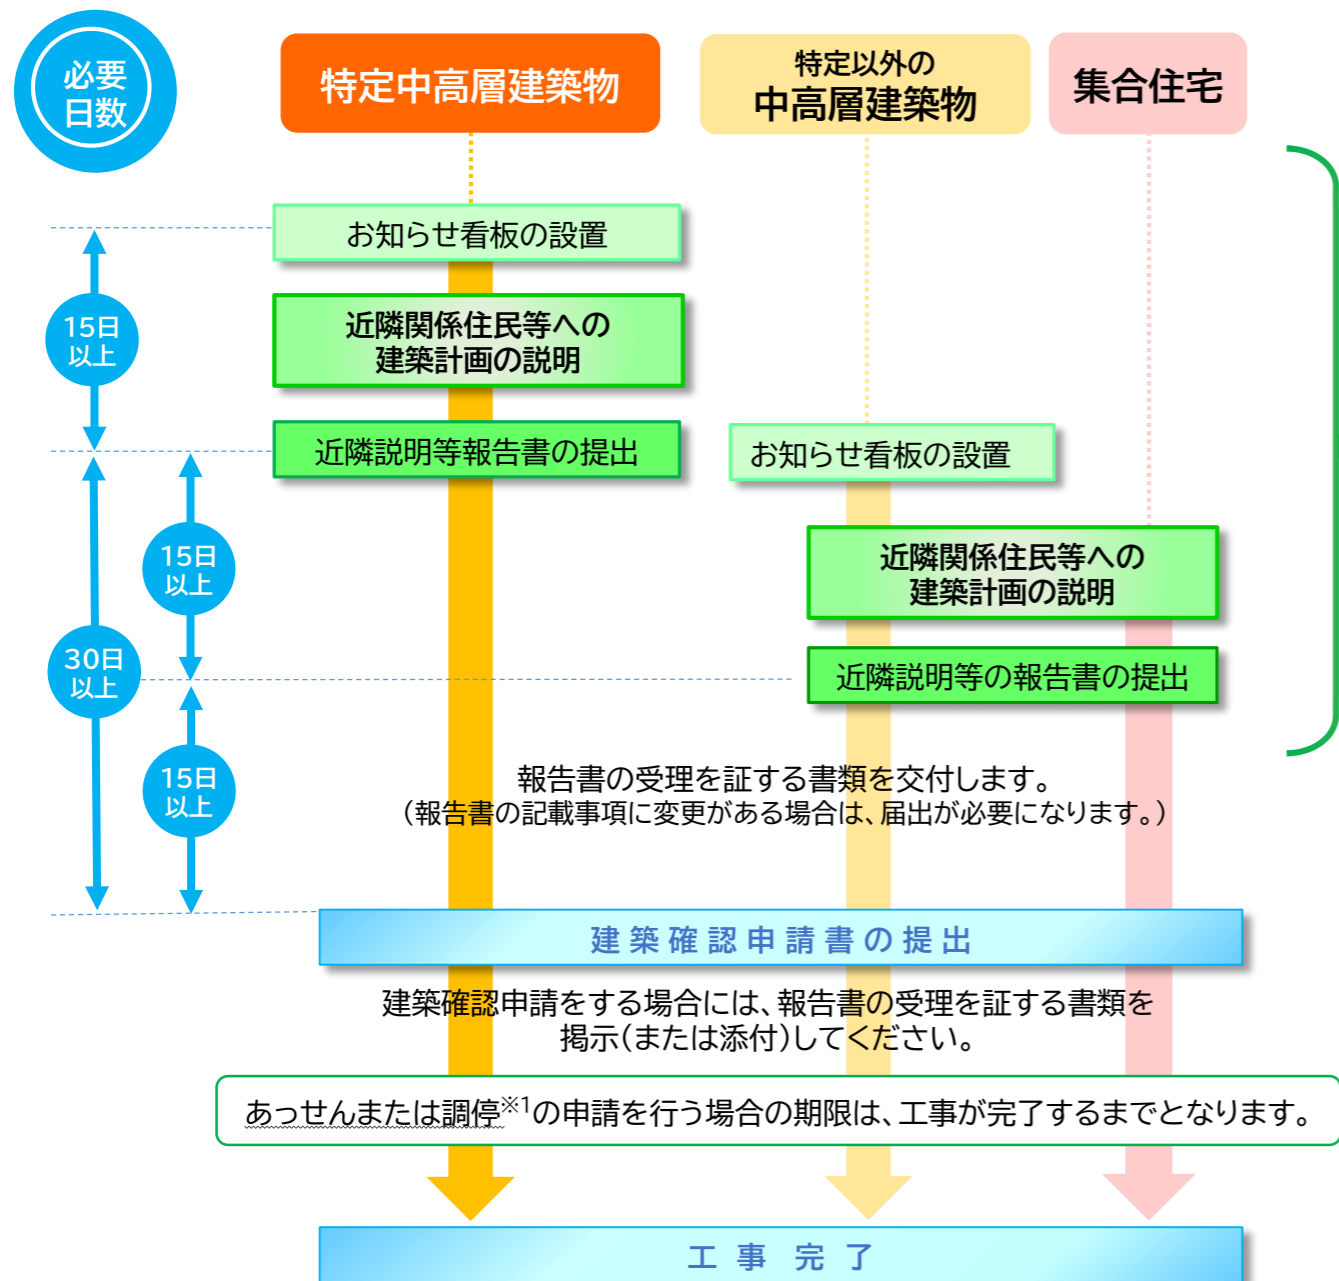 必要
日数
特定中高層建築物
特定以外の
中高層建築物
集合住宅
お知らせ看板の設置
15日
以上
近隣関係住民等への
建築計画の説明
近隣説明等報告書の提出
お知らせ看板の設置
15日
以上
近隣関係住民等への
建築計画の説明
30日
以上
近隣説明等の報告書の提出
15日
以上
報告書の受理を証する書類を交付します。
（報告書の記載事項に変更がある場合は、届出が必要になります。）
建築確認申請書の提出
建築確認申請をする場合には、報告書の受理を証する書類を
掲示（または添付）してください。
あっせんまたは調停※1の申請を行う場合の期限は、工事が完了するまでとなります。
工事 完了